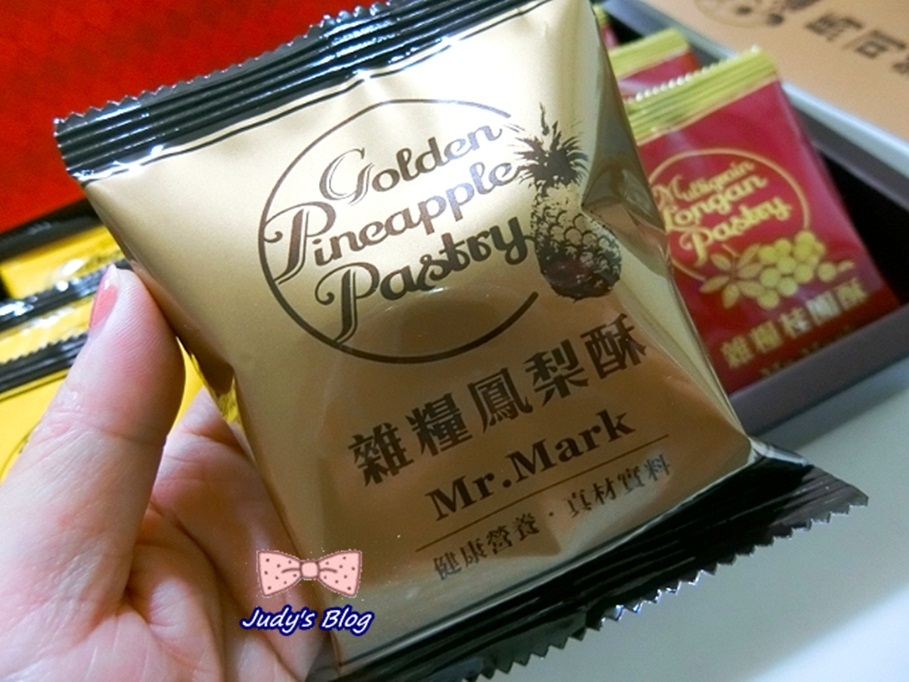 Golden
Pineapple
Pastry
雜糧鳳梨酥
Mr.Mark
健康營養·真材實料
Multigrain
Longan
Pastry
雜糧桂圓酥
Judy's Blog